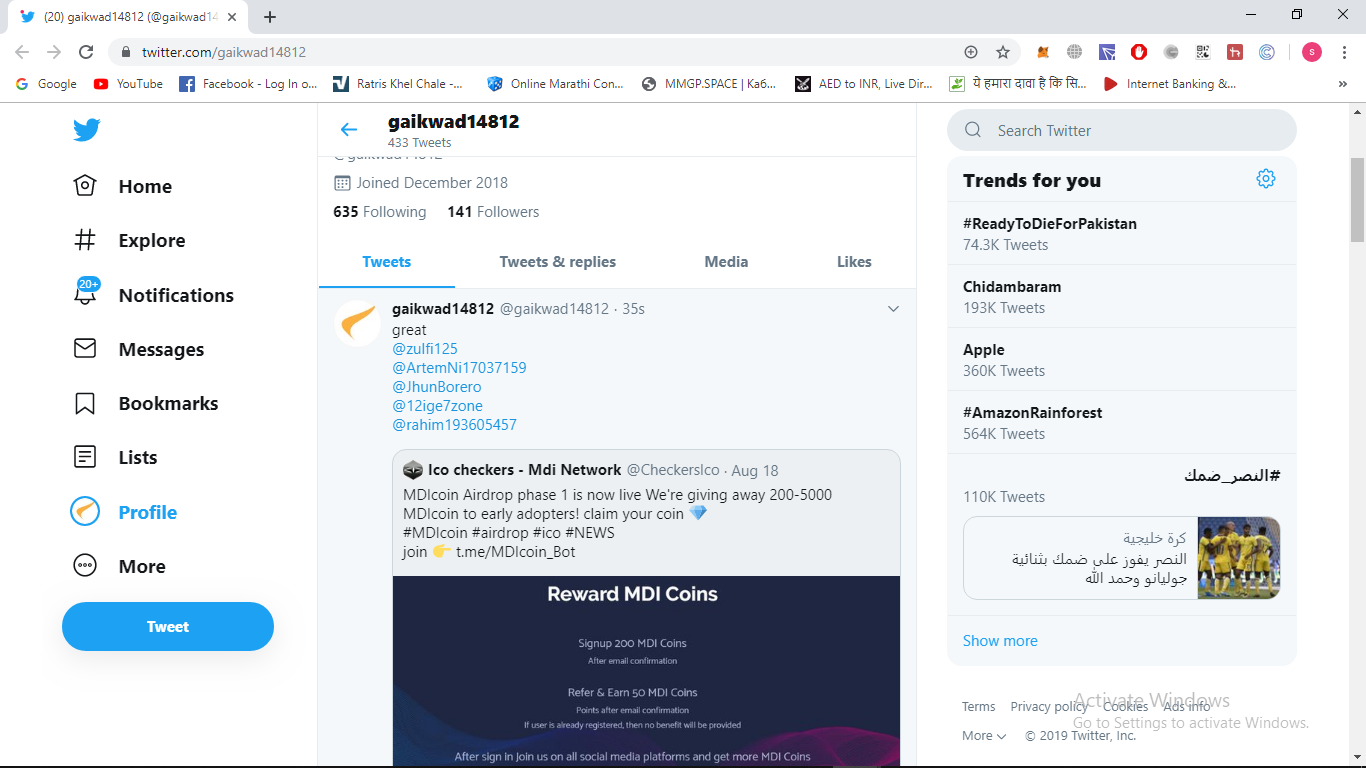 (20) gaikwad14812 (@gaikwad14
twitter.com/gaikwad14812
s
Google
YouTube
Facebook - Log In o...
Ratris Khel Chale -...
Online Marathi Con...
MMGP.SPACE | Каб...
AED to INR, Live Dir...
ये हमारा दावा है कि सि...
Internet Banking &...
»
Home
Explore
20+
Notifications
Messages
Bookmarks
Lists
Profile
More
Tweet
gaikwad14812
433 Tweets
@gaikwad14812
Joined December 2018
635 Following 141 Followers
Tweets
Tweets & replies
Media
Likes
gaikwad14812 @gaikwad14812 · 35s
great
@zulfi125
@ArtemNi17037159
@JhunBorero
@12ige7zone
@rahim193605457
Ico checkers - Mdi Network @CheckersIco · Aug 18
MDIcoin Airdrop phase 1 is now live We're giving away 200-5000
MDIcoin to early adopters! claim your coin 💎
#MDIcoin #airdrop #ico #NEWS
join 👉 t.me/MDIcoin_Bot
Reward MDI Coins
Signup 200 MDI Coins
After email confirmation
Refer & Earn 50 MDI Coins
Points after email confirmation
If user is already registered, then no benefit will be provided
After sign in Join us on all social media platforms and get more MDI Coins
Search Twitter
Trends for you
#ReadyToDieForPakistan
74.3K Tweets
Chidambaram
193K Tweets
Apple
360K Tweets
#AmazonRainforest
564K Tweets
#النصر_ضمك
110K Tweets
كرة خليجية
النصر يفوز على ضمك بثنائية
جوليانو وحمد الله
Show more
Terms Privacy policy Cookies Ads info
More © 2019 Twitter, Inc.
Activate Windows
Go to Settings to activate Windows.